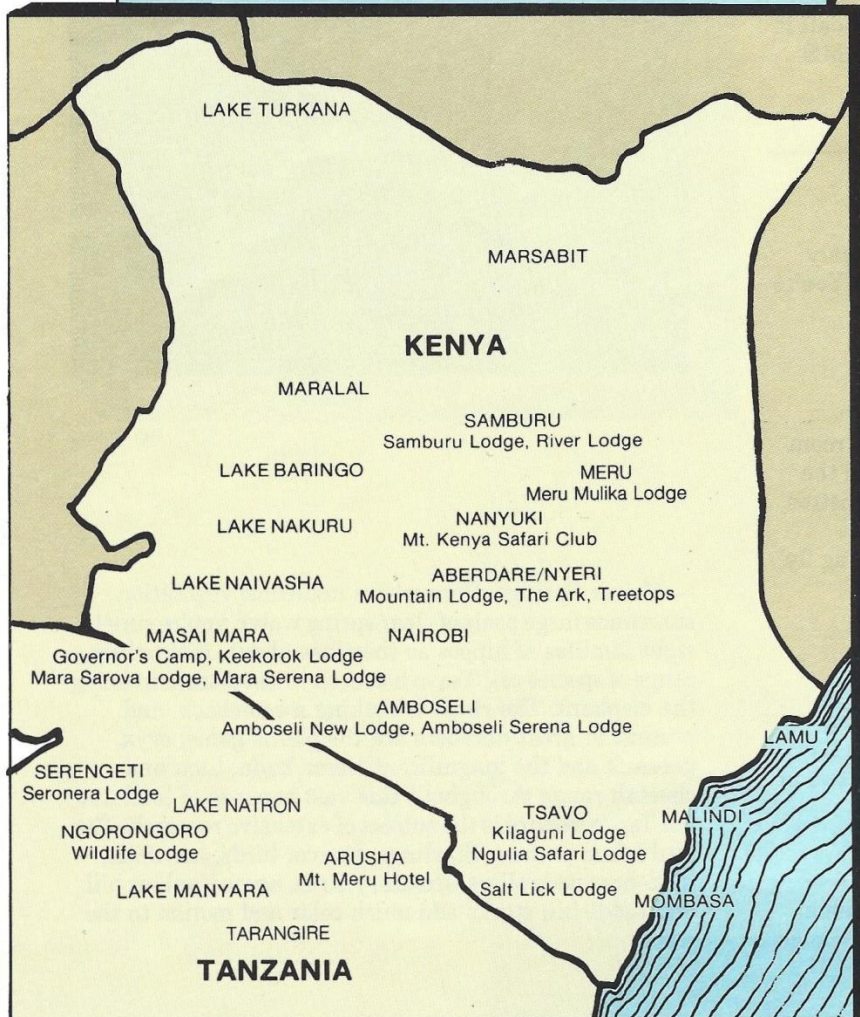 LAKE TURKANA
MARSABIT
KENYA
MARALAL
SAMBURU
Samburu Lodge, River Lodge
LAKE BARINGO
MERU
Meru Mulika Lodge
LAKE NAKURU
NANYUKI
Mt. Kenya Safari Club
LAKE NAIVASHA
ABERDARE/NYERI
Mountain Lodge, The Ark, Treetops
MASAI MARA
Governor's Camp, Keekorok Lodge
Mara Sarova Lodge, Mara Serena Lodge
NAIROBI
AMBOSELI
Amboseli New Lodge, Amboseli Serena Lodge
LAMU
SERENGETI
Seronera Lodge
LAKE NATRON
NGORONGORO
Wildlife Lodge
TSAVO
Kilaguni Lodge
Ngulia Safari Lodge
Salt Lick Lodge
MALINDI
ARUSHA
Mt. Meru Hotel
LAKE MANYARA
MOMBASA
TARANGIRE
TANZANIA